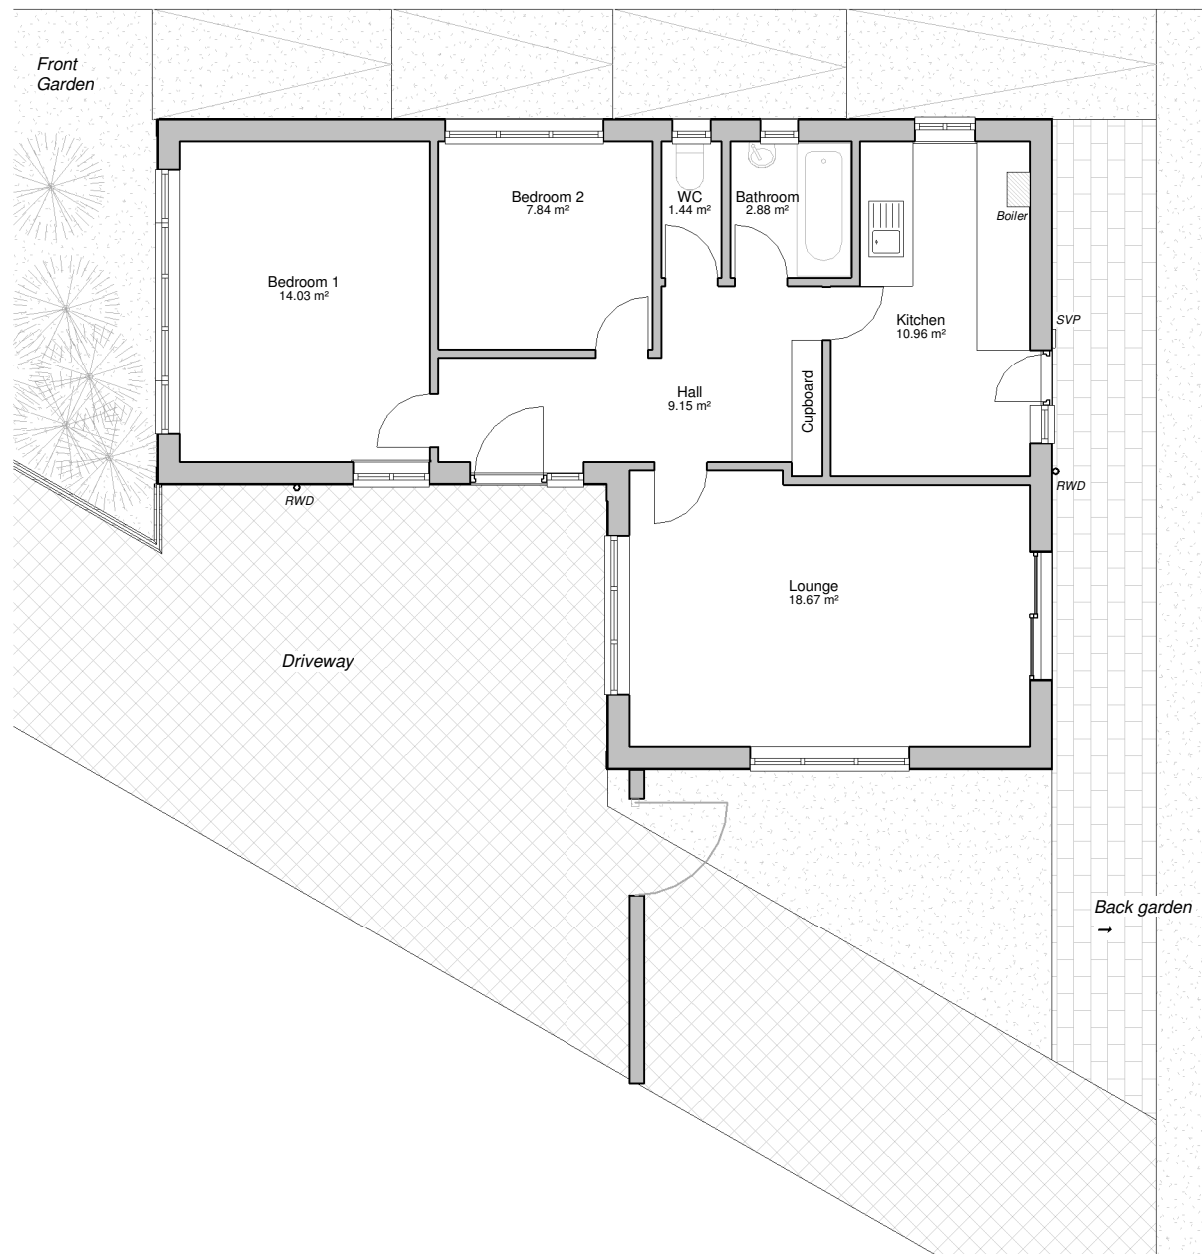 Front
Garden
Bedroom 2
7.84 m²
WC
1.44 m²
Bathroom
2.88 m²
Boiler
Bedroom 1
14.03 m²
Kitchen
10.96 m²
SVP
Hall
9.15 m²
Cupboard
RWD
RWD
Lounge
18.67 m²
Driveway
Back garden